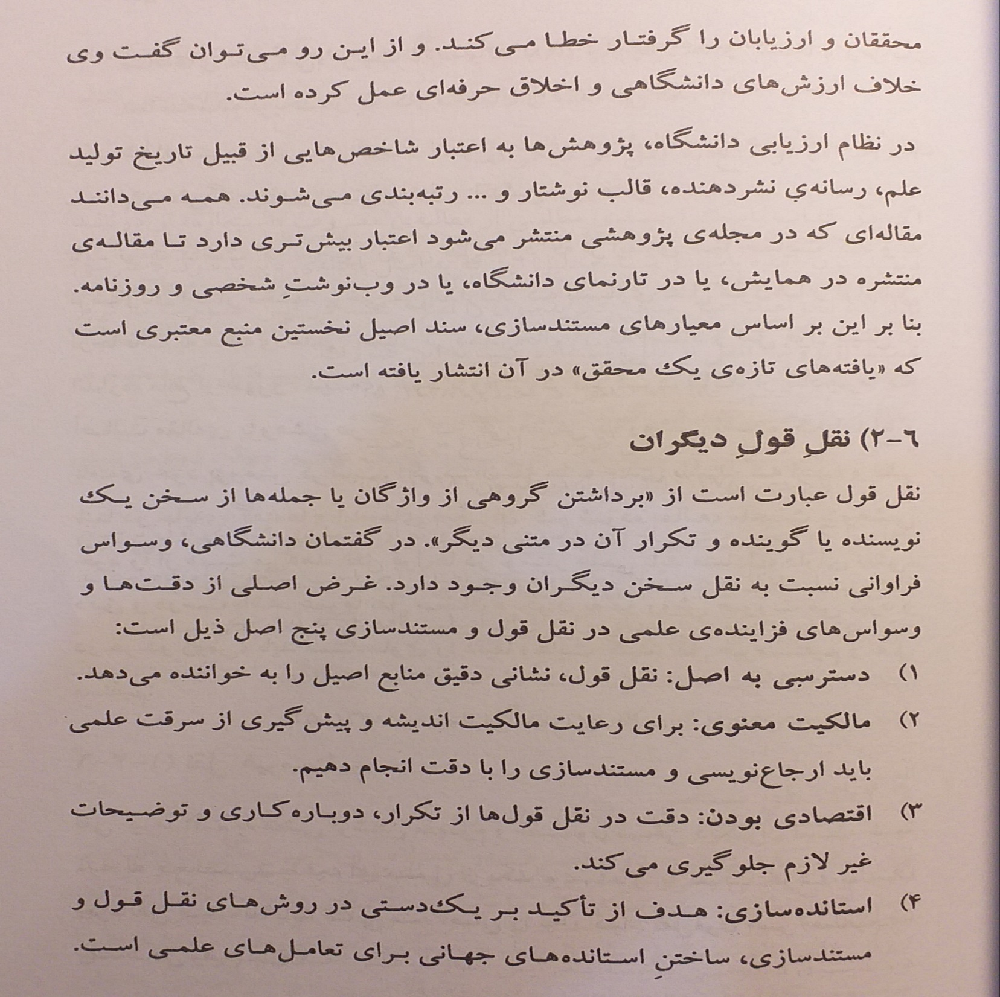 محققان و ارزیابان را گرفتار خطا می‌کند. و از این رو می‌توان گفت وی
خلاف ارزش‌های دانشگاهی و اخلاق حرفه‌ای عمل کرده است.
در نظام ارزیابی دانشگاه، پژوهش‌ها به اعتبار شاخص‌هایی از قبیل تاریخ تولید
علم، رسانه‌ي نشردهنده، قالب نوشتار و ... رتبه‌بندی می‌شوند. همه می‌دانند
مقاله‌ای که در مجله‌ی پژوهشی منتشر می‌شود اعتبار بیش‌تری دارد تا مقاله‌ی
منتشره در همایش، یا در تارنمای دانشگاه، یا در وب‌نوشتِ شخصی و روزنامه.
بنا بر این بر اساس معیارهای مستندسازی، سند اصیل نخستین منبع معتبری است
که «یافته‌های تازه‌ی یک محقق» در آن انتشار یافته است.
۶-۲) نقلِ قولِ دیگران
نقل قول عبارت است از «برداشتن گروهی از واژگان یا جمله‌ها از سخن یک
نویسنده یا گوینده و تکرار آن در متنی دیگر». در گفتمان دانشگاهی، وسواس
فراوانی نسبت به نقل سخن دیگران وجود دارد. غرض اصلی از دقت‌ها و
وسواس‌های فزاینده‌ی علمی در نقل قول و مستندسازی پنج اصل ذیل است:
۱) دسترسی به اصل: نقل قول، نشانی دقیق منابع اصیل را به خواننده می‌دهد.
۲) مالکیت معنوی: برای رعایت مالکیت اندیشه و پیش‌گیری از سرقت علمی
باید ارجاع‌نویسی و مستندسازی را با دقت انجام دهیم.
۳) اقتصادی بودن: دقت در نقل قول‌ها از تکرار، دوباره‌کاری و توضیحات
غیر لازم جلوگیری می‌کند.
۴) استانده‌سازی: هدف از تأکید بر یک‌دستی در روش‌های نقل قول و
مستندسازی، ساختنِ استانده‌های جهانی برای تعامل‌های علمی است.